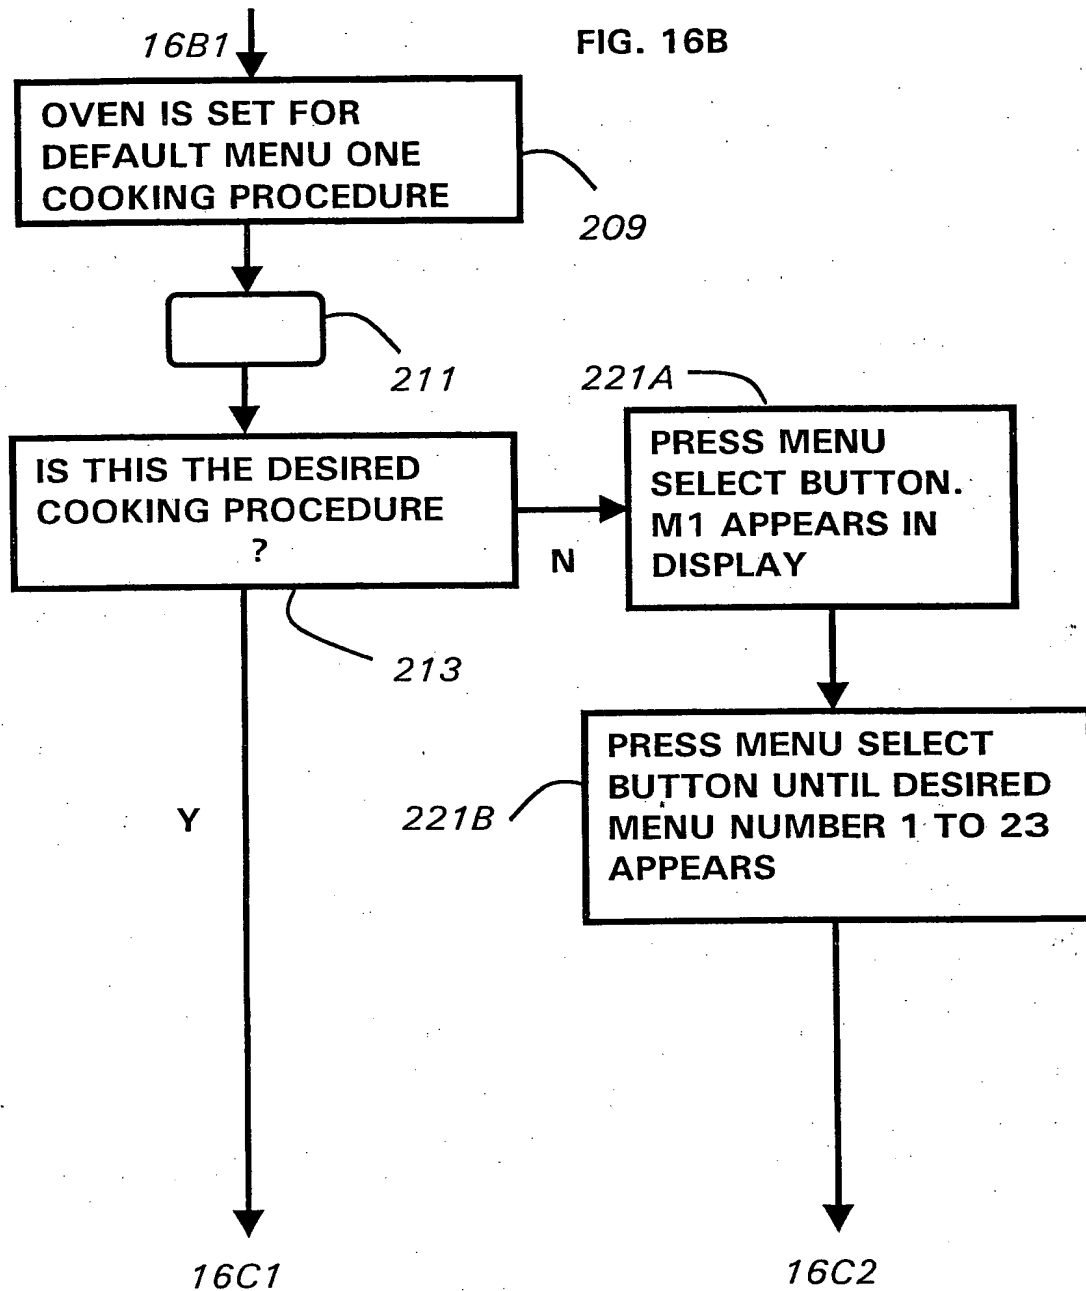 16B1
FIG. 16B
OVEN IS SET FOR
DEFAULT MENU ONE
COOKING PROCEDURE
209
211
221A
IS THIS THE DESIRED
COOKING PROCEDURE
?
N
PRESS MENU
SELECT BUTTON.
M1 APPEARS IN
DISPLAY
213
Y
221B
PRESS MENU SELECT
BUTTON UNTIL DESIRED
MENU NUMBER 1 TO 23
APPEARS
16C1
16C2